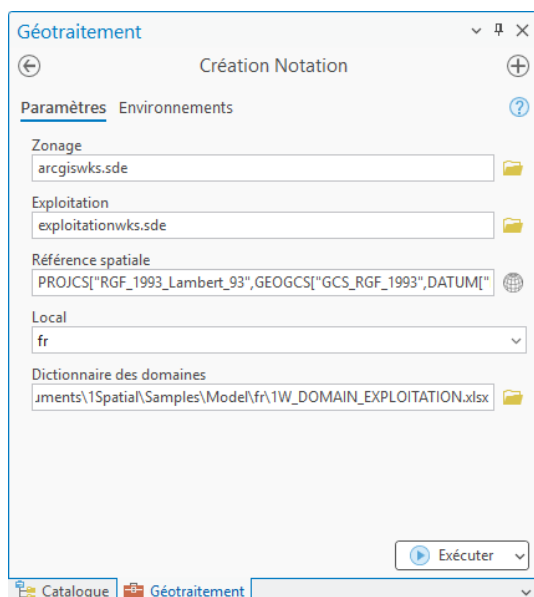 Géotraitement
Création Notation
Paramètres Environnements
Zonage
arcgiswks.sde
Exploitation
exploitationwks.sde
Référence spatiale
PROJCS["RGF_1993_Lambert_93",GEOGCS["GCS_RGF_1993",DATUM["
Local
fr
Dictionnaire des domaines
uments\1Spatial\Samples\Model\fr\1W_DOMAIN_EXPLOITATION.xlsx
Exécuter
Catalogue Géotraitement